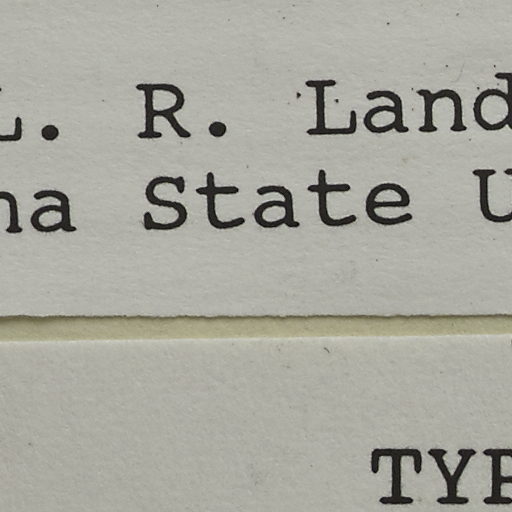 L. R. Land
na State U
TYP